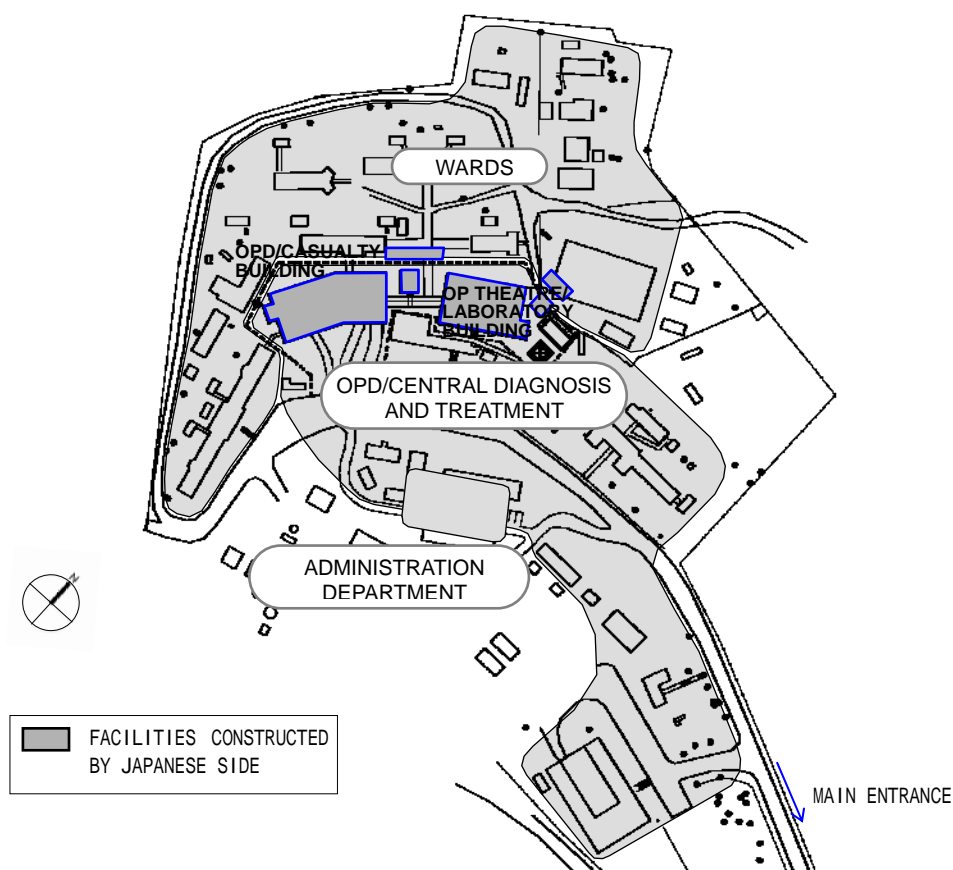 WARDS
OPD/CASUALTY
BUILDING
OP THEATRE/
LABORATORY
BUILDING
OPD/CENTRAL DIAGNOSIS
AND TREATMENT
ADMINISTRATION
DEPARTMENT
N
FACILITIES CONSTRUCTED
BY JAPANESE SIDE
MAIN ENTRANCE